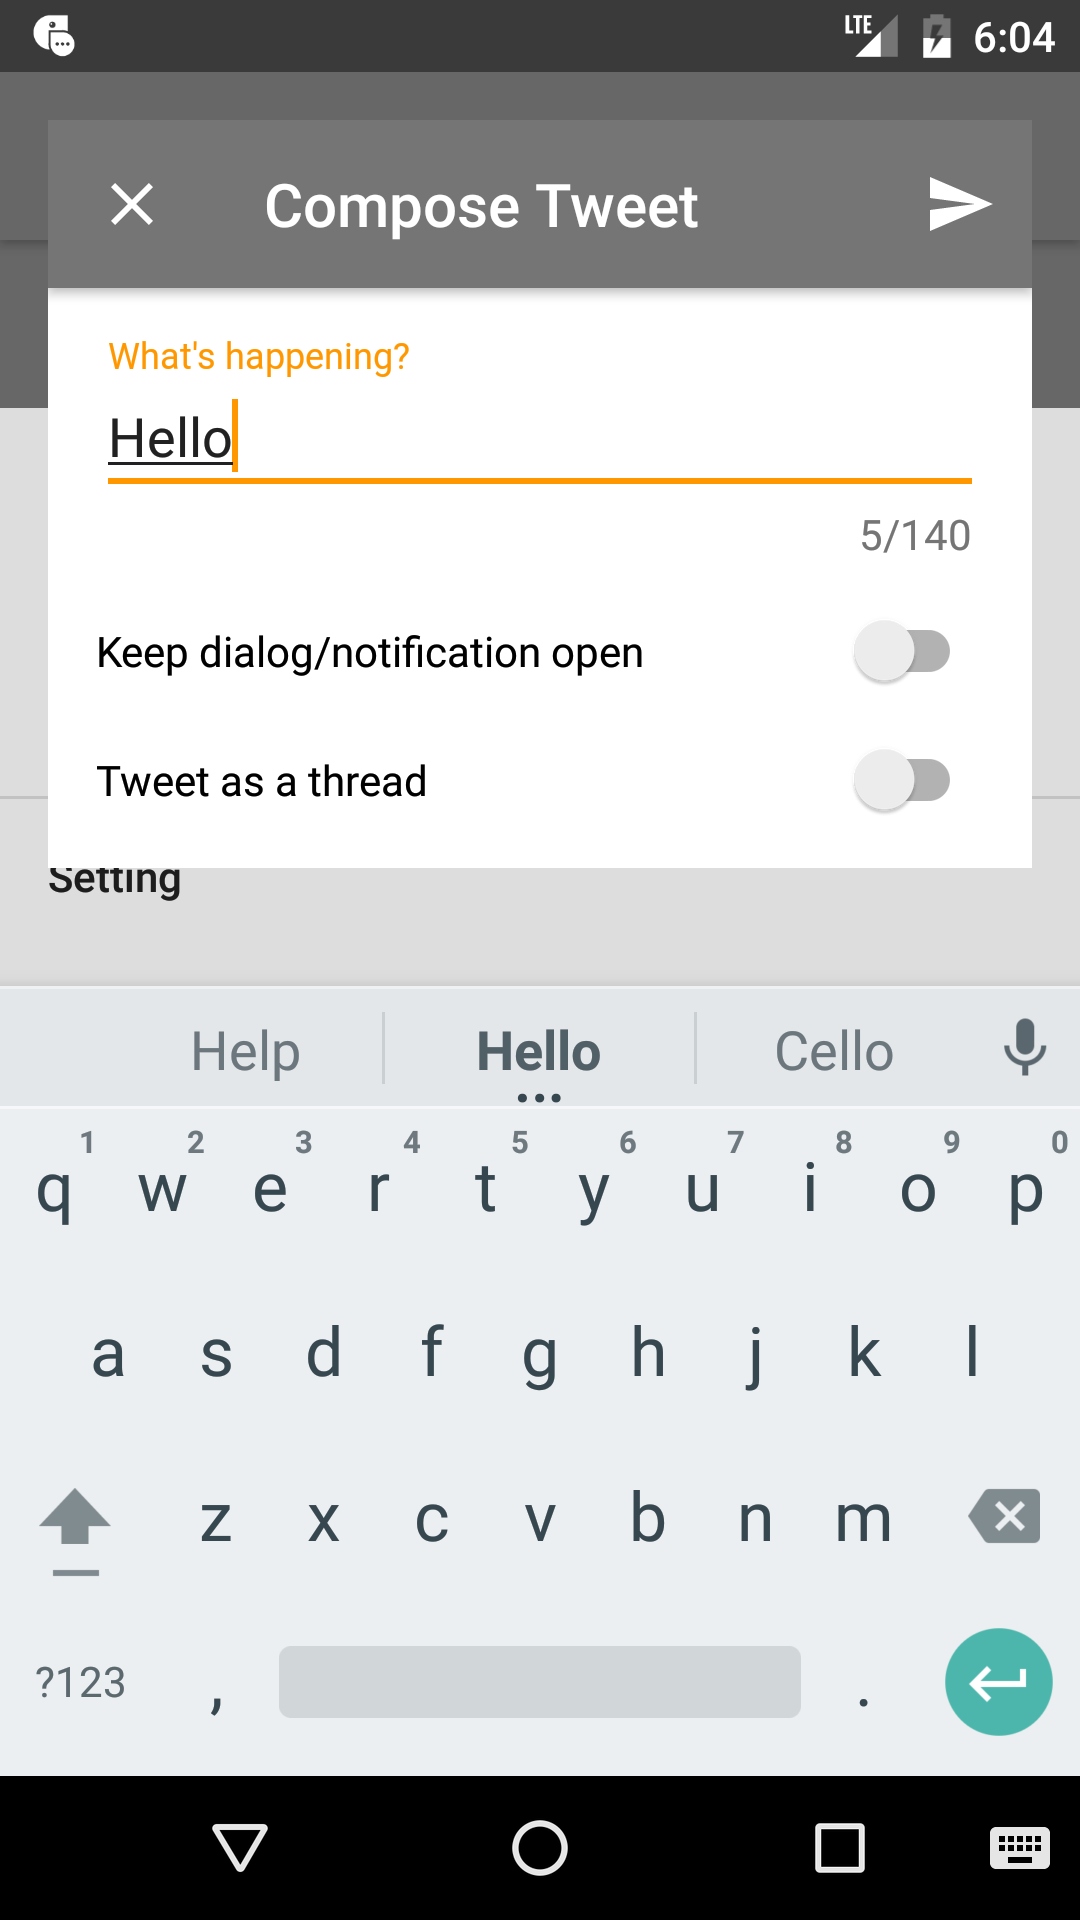 LTE 6:04
Compose Tweet
What's happening?
Hello
5/140
Keep dialog/notification open
Tweet as a thread
Setting
Help Hello Cello
1 2 3 4 5 6 7 8 9 0
q w e r t y u i o p
a s d f g h j k l
z x c v b n m
?123 , .